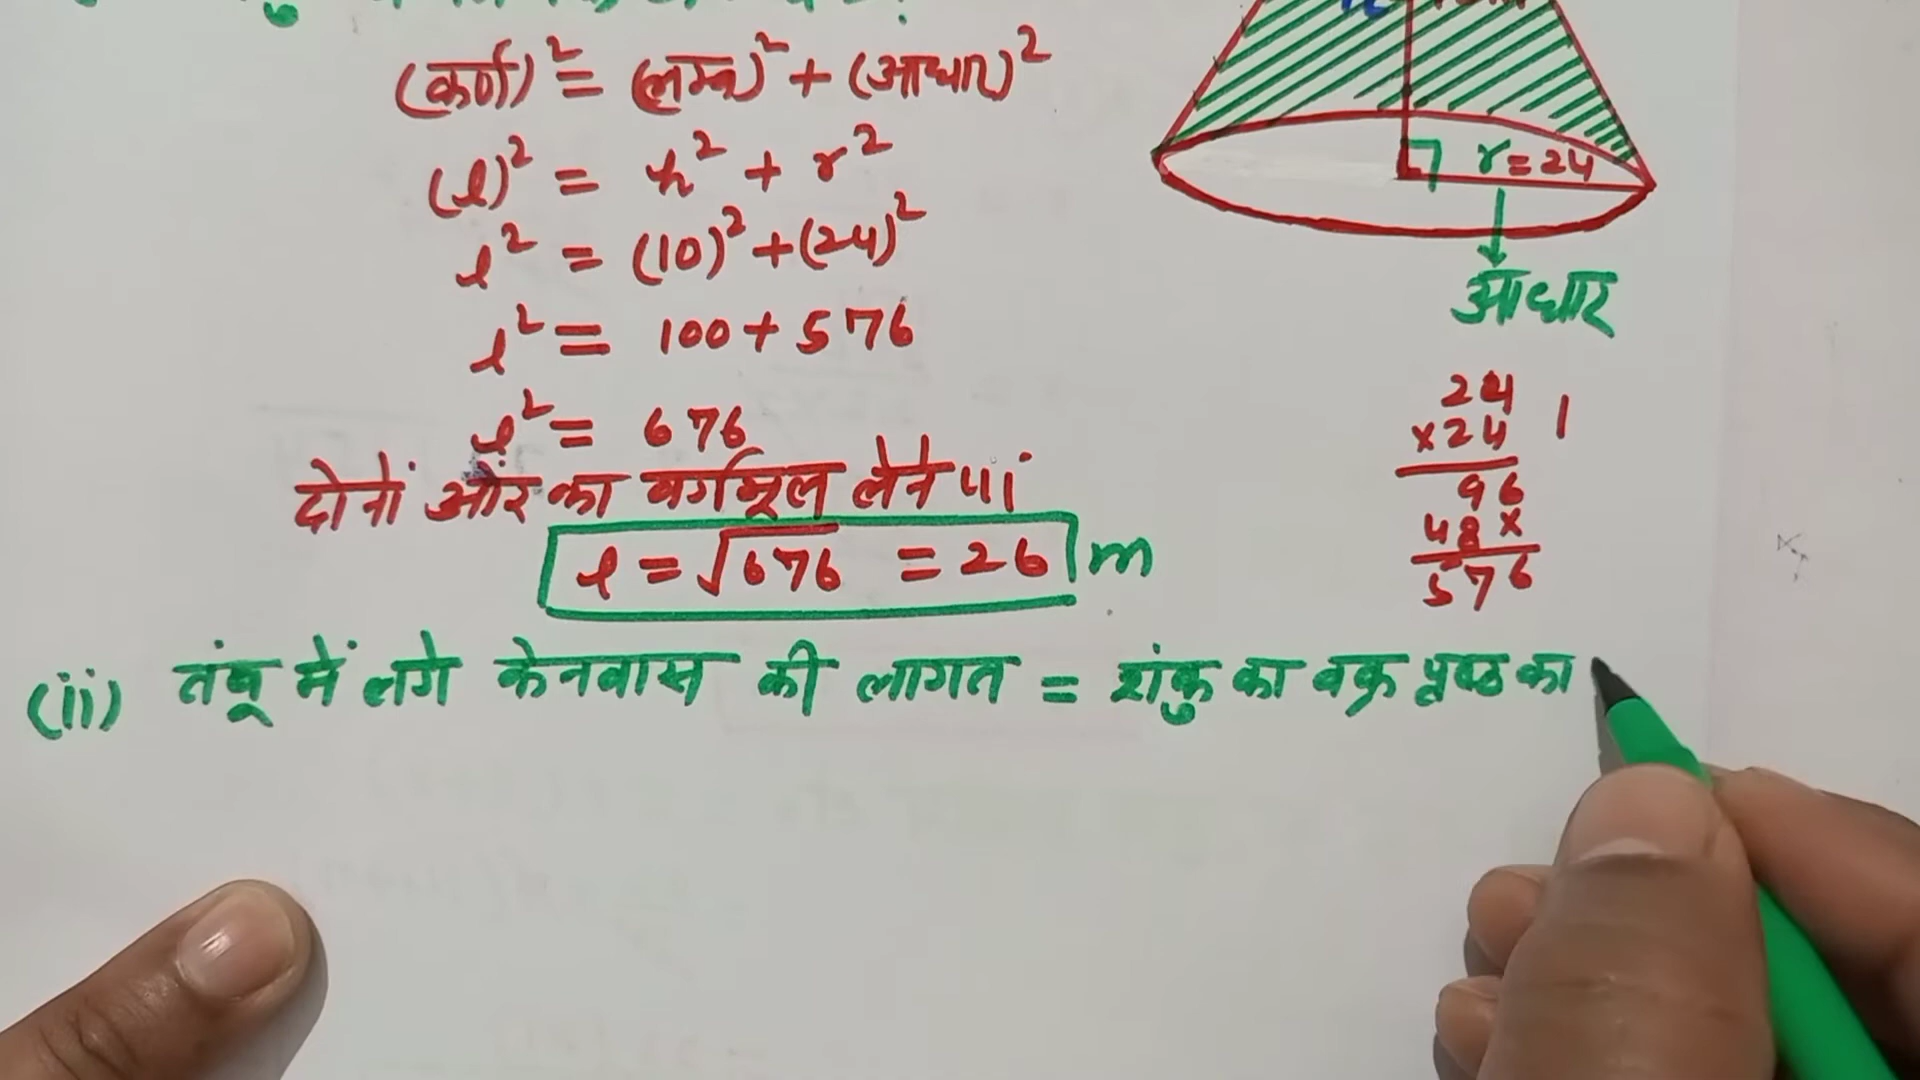 (कर्ण)² = (लम्ब)² + (आधार)²
(l)² = h² + r²
l² = (10)² + (24)²
l² = 100 + 576
l² = 676
दोनों ओर का वर्गमूल लेने पर
l = √676 = 26 m
r = 24
आधार
24
×24
96
48×
576
(ii) तंबू में लगे केनवास की लागत = शंकु का वक्र पृष्ठ का